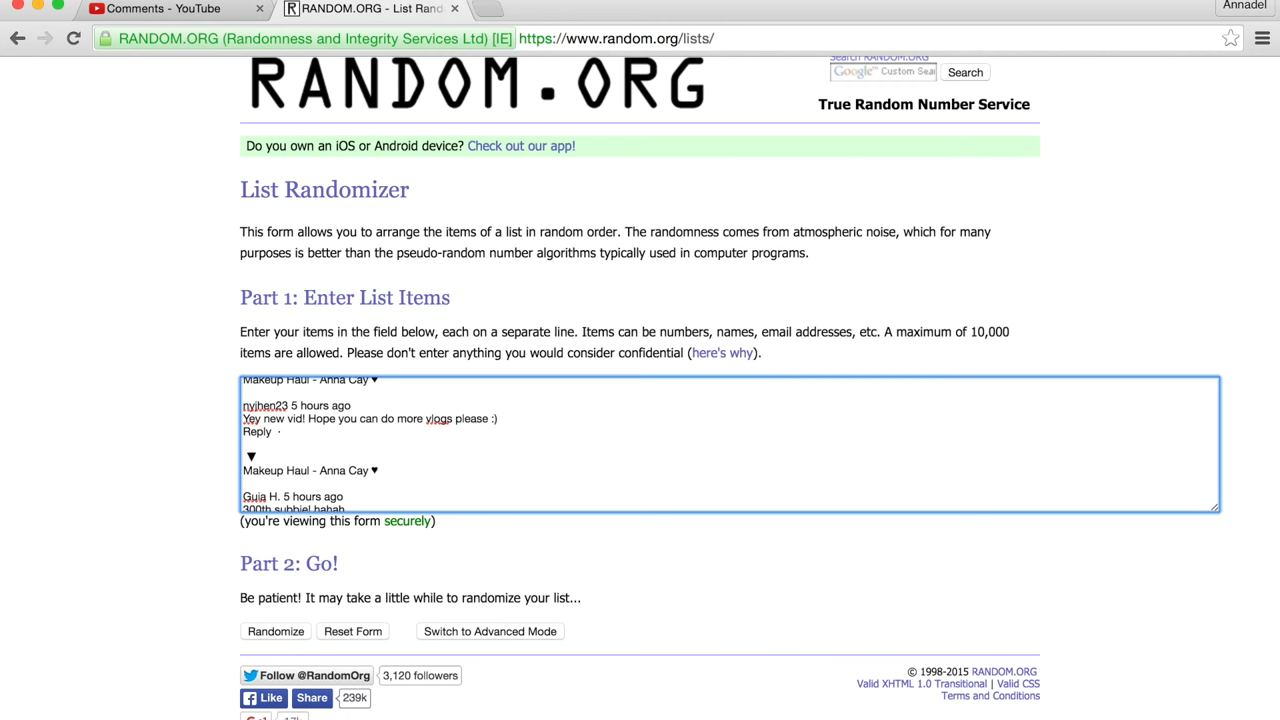 Comments - YouTube
RANDOM.ORG - List Rand
Annadel
RANDOM.ORG (Randomness and Integrity Services Ltd) [IE] https://www.random.org/lists/
RANDOM.ORG
Search RANDOM.ORG
Google™ Custom Sear
Search
True Random Number Service
Do you own an iOS or Android device? Check out our app!
List Randomizer
This form allows you to arrange the items of a list in random order. The randomness comes from atmospheric noise, which for many
purposes is better than the pseudo-random number algorithms typically used in computer programs.
Part 1: Enter List Items
Enter your items in the field below, each on a separate line. Items can be numbers, names, email addresses, etc. A maximum of 10,000
items are allowed. Please don't enter anything you would consider confidential (here's why).
Makeup Haul - Anna Cay ♥
nyjhen23 5 hours ago
Yey new vid! Hope you can do more vlogs please :)
Reply ·
Makeup Haul - Anna Cay ♥
Guia H. 5 hours ago
300th subbie! hahah
(you're viewing this form securely)
Part 2: Go!
Be patient! It may take a little while to randomize your list...
Randomize
Reset Form
Switch to Advanced Mode
Follow @RandomOrg
3,120 followers
Like
Share
239k
© 1998-2015 RANDOM.ORG
Valid XHTML 1.0 Transitional | Valid CSS
Terms and Conditions